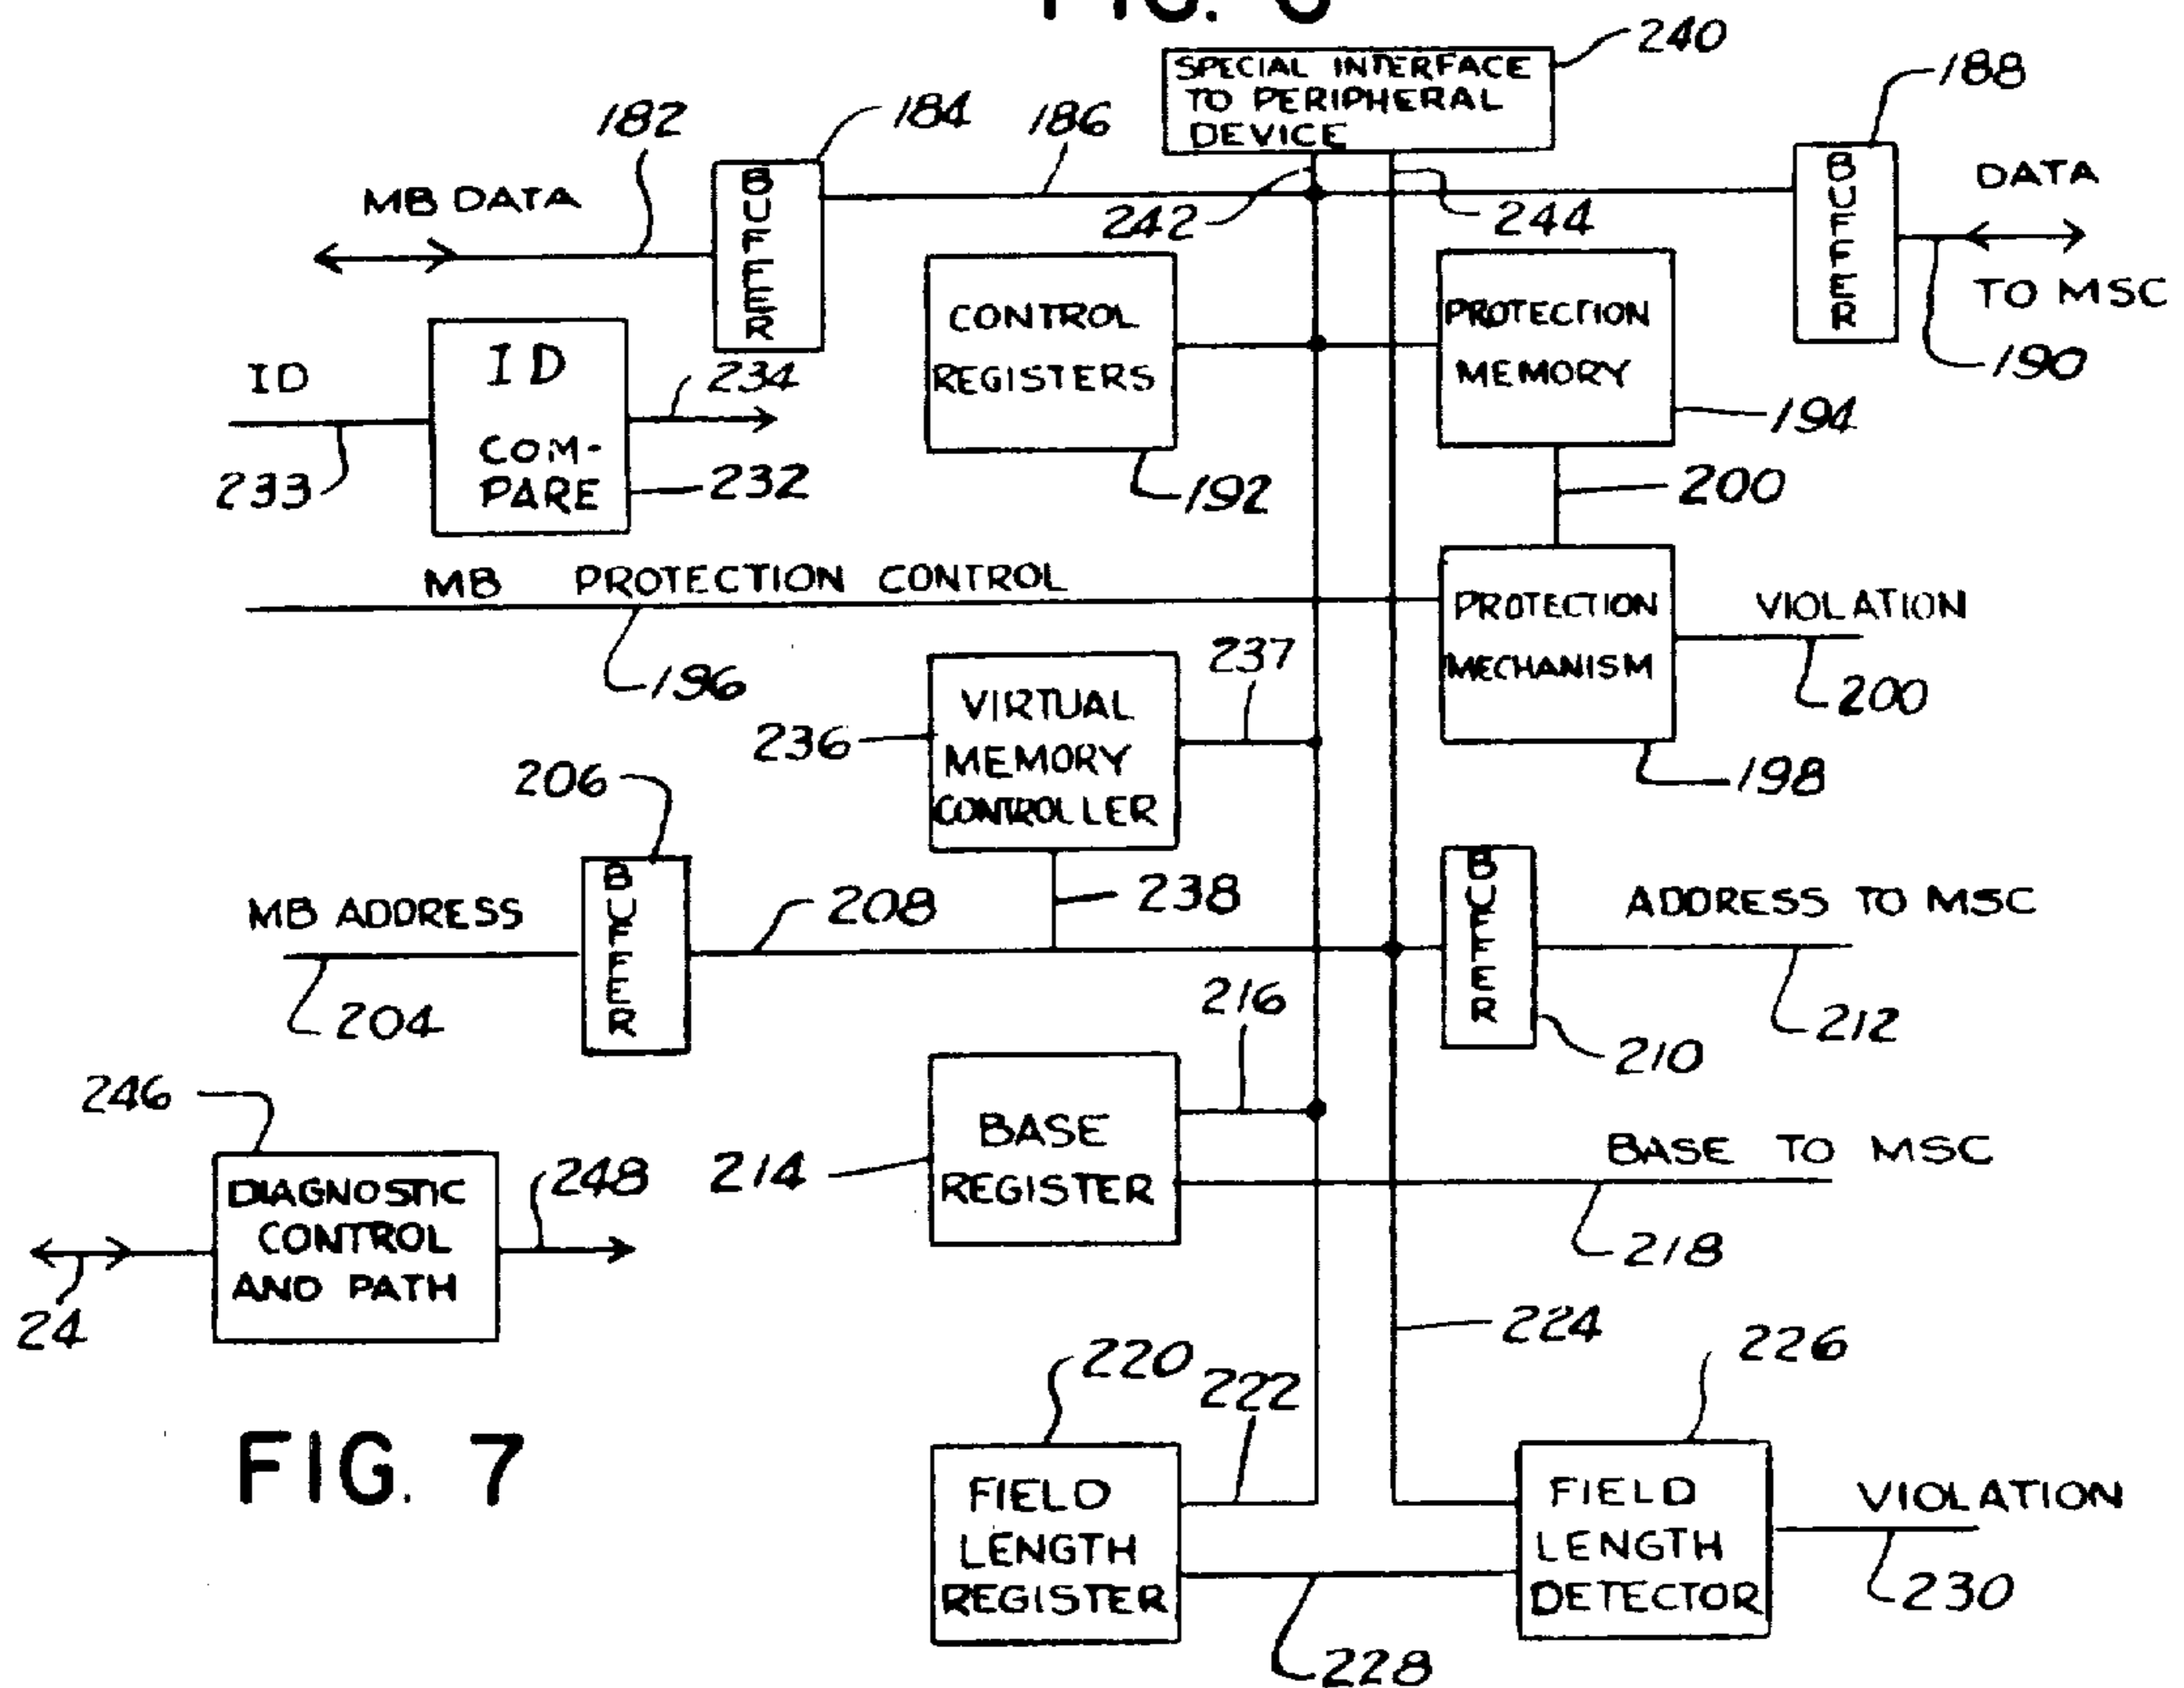 FIG. 6
240
SPECIAL INTERFACE
TO PERIPHERAL
DEVICE
188
182
184
186
BUFFER
BUFFER
MB DATA
DATA
242
244
TO MSC
190
CONTROL
REGISTERS
192
PROTECTION
MEMORY
194
ID
ID
COM-
PARE
234
233
232
200
MB PROTECTION CONTROL
196
PROTECTION
MECHANISM
VIOLATION
200
198
237
VIRTUAL
MEMORY
CONTROLLER
236
206
BUFFER
BUFFER
MB ADDRESS
208
238
ADDRESS TO MSC
204
216
210
212
246
BASE
REGISTER
214
BASE TO MSC
218
DIAGNOSTIC
CONTROL
AND PATH
248
24
224
226
220
222
FIG. 7
FIELD
LENGTH
REGISTER
FIELD
LENGTH
DETECTOR
VIOLATION
230
228